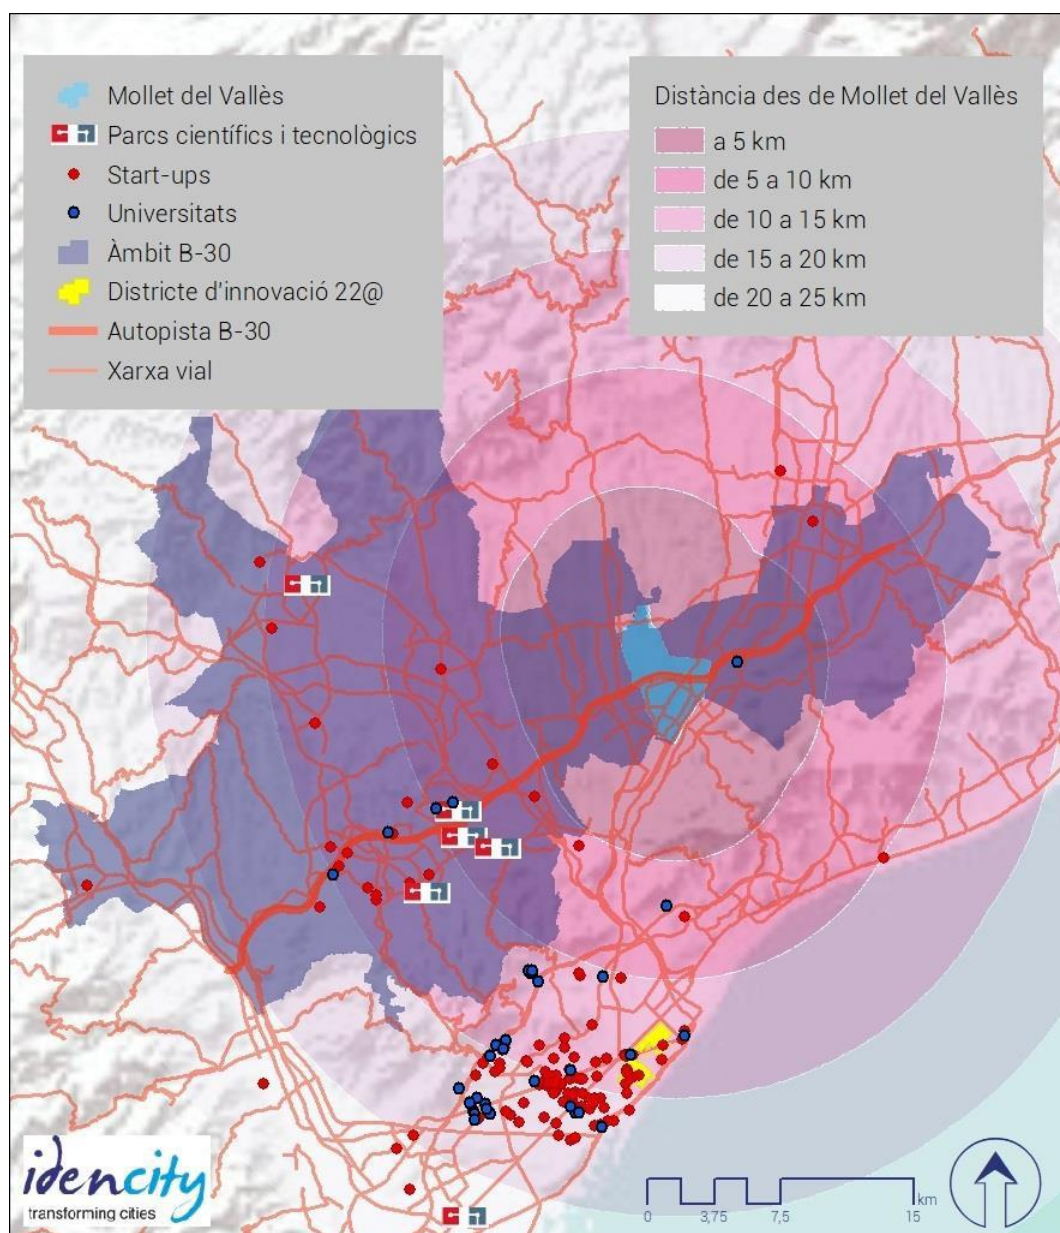 Mollet del Vallès
Parcs científics i tecnològics
Start-ups
Universitats
Àmbit B-30
Districte d'innovació 22@
Autopista B-30
Xarxa vial
Distància des de Mollet del Vallès
a 5 km
de 5 a 10 km
de 10 a 15 km
de 15 a 20 km
de 20 a 25 km
idencity
transforming cities
km
0 3,75 7,5 15